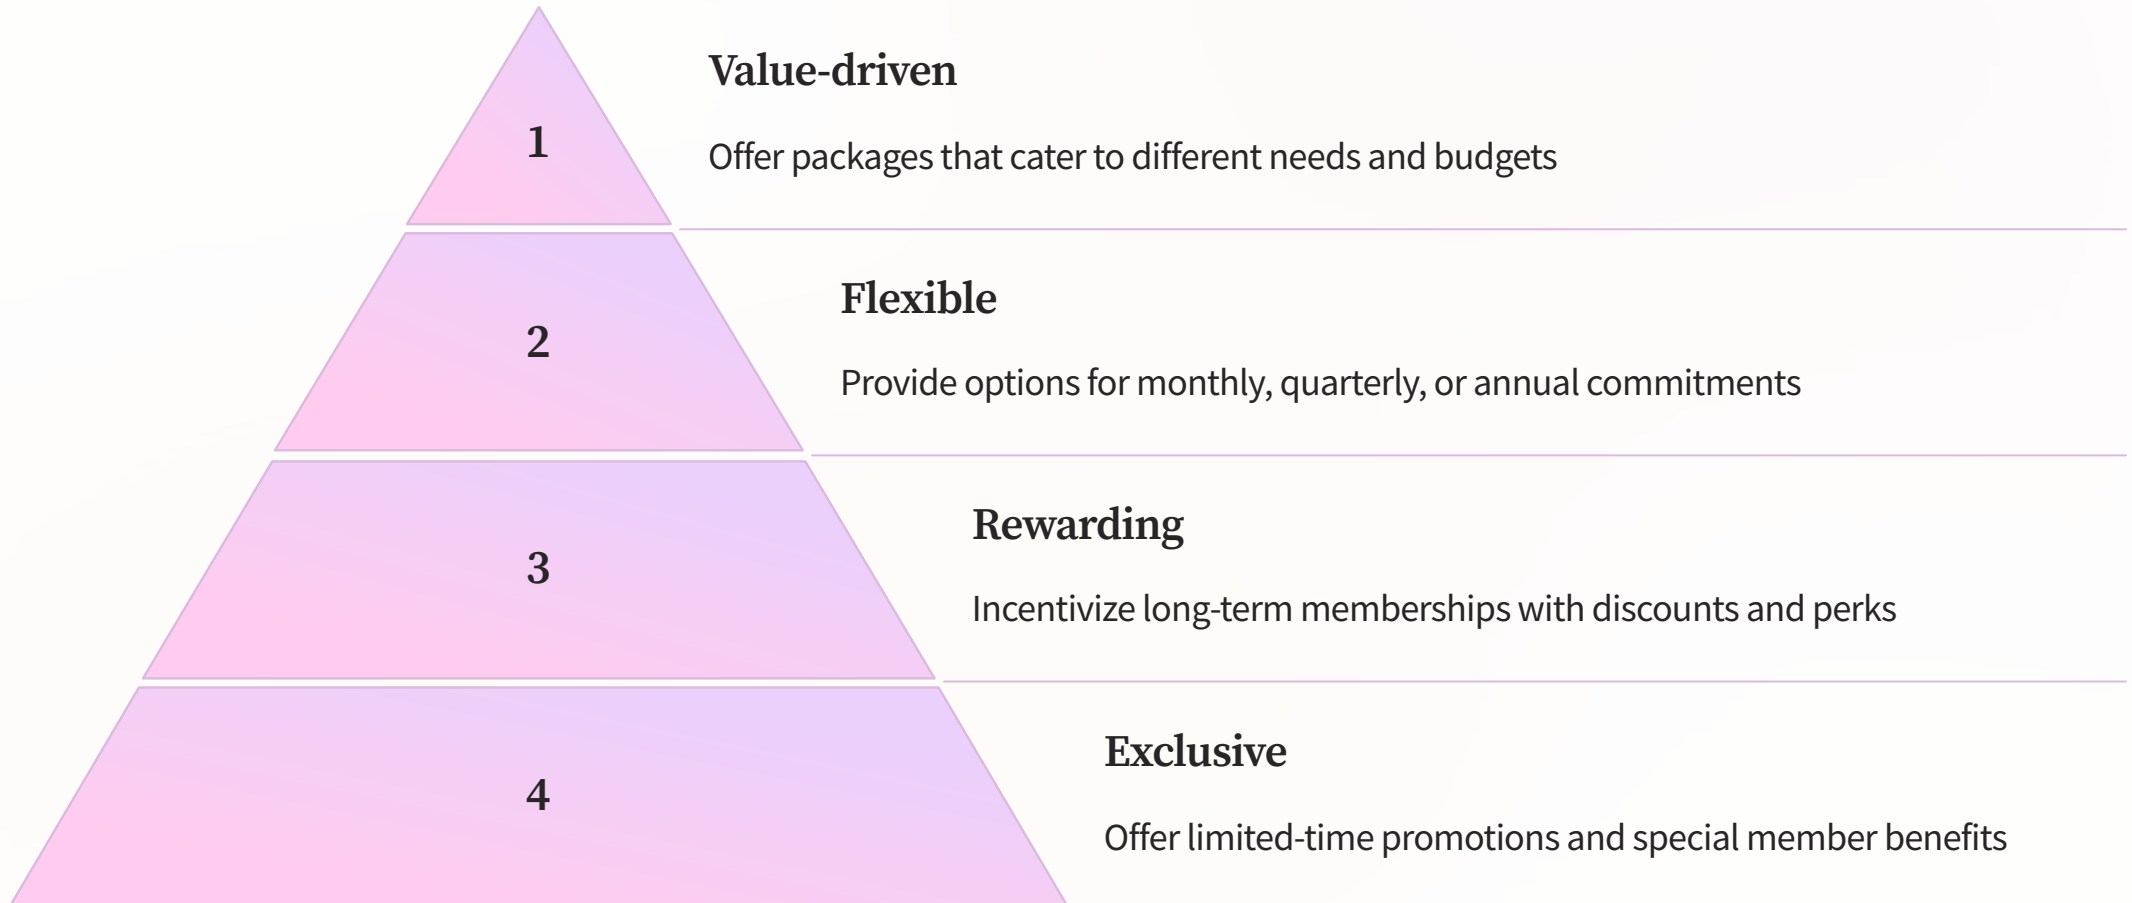 1
Value-driven
Offer packages that cater to different needs and budgets
2
Flexible
Provide options for monthly, quarterly, or annual commitments
3
Rewarding
Incentivize long-term memberships with discounts and perks
4
Exclusive
Offer limited-time promotions and special member benefits